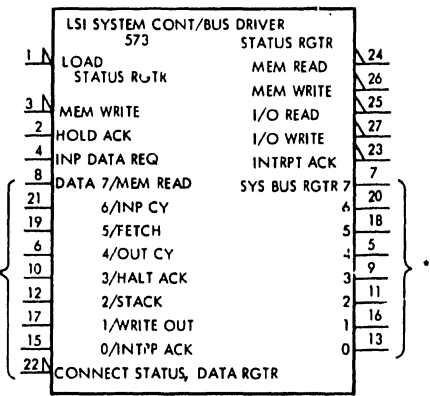 LSI SYSTEM CONT/BUS DRIVER
573
STATUS RGTR
1 LOAD STATUS RGTR
MEM READ 24
MEM WRITE 26
3 MEM WRITE
I/O READ 25
2 HOLD ACK
I/O WRITE 27
4 INP DATA REQ
INTRPT ACK 23
8 DATA 7/MEM READ
SYS BUS RGTR 7 7
21 6/INP CY
6 20
19 5/FETCH
5 18
6 4/OUT CY
4 5
10 3/HALT ACK
3 9
12 2/STACK
2 11
17 1/WRITE OUT
1 16
15 0/INTPP ACK
0 13
22 CONNECT STATUS, DATA RGTR
*